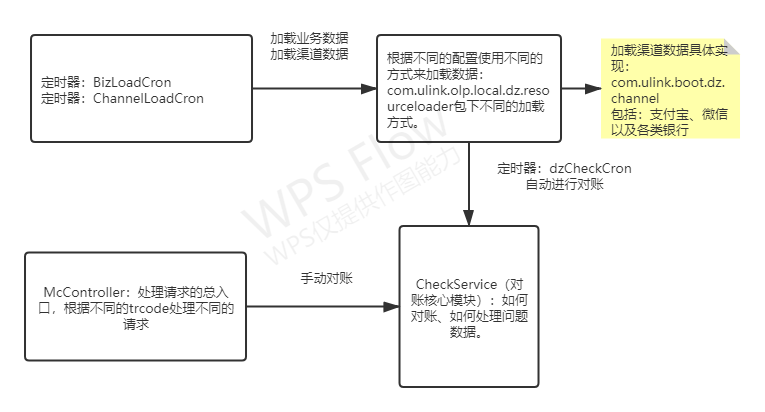 加载业务数据
加载渠道数据
定时器：BizLoadCron
定时器：ChannelLoadCron
根据不同的配置使用不同的
方式来加载数据：
com.ulink.olp.local.dz.reso
urceloader包下不同的加载
方式。
加载渠道数据具体实
现：
com.ulink.boot.dz.
channel
包括：支付宝、微信
以及各类银行
定时器：dzCheckCron
自动进行对账
McController：处理请求的总入
口，根据不同的trcode处理不同的
请求
手动对账
CheckService（对
账核心模块）：如何
对账、如何处理问题
数据。
WPS Flow
WPS仅提供作图能力